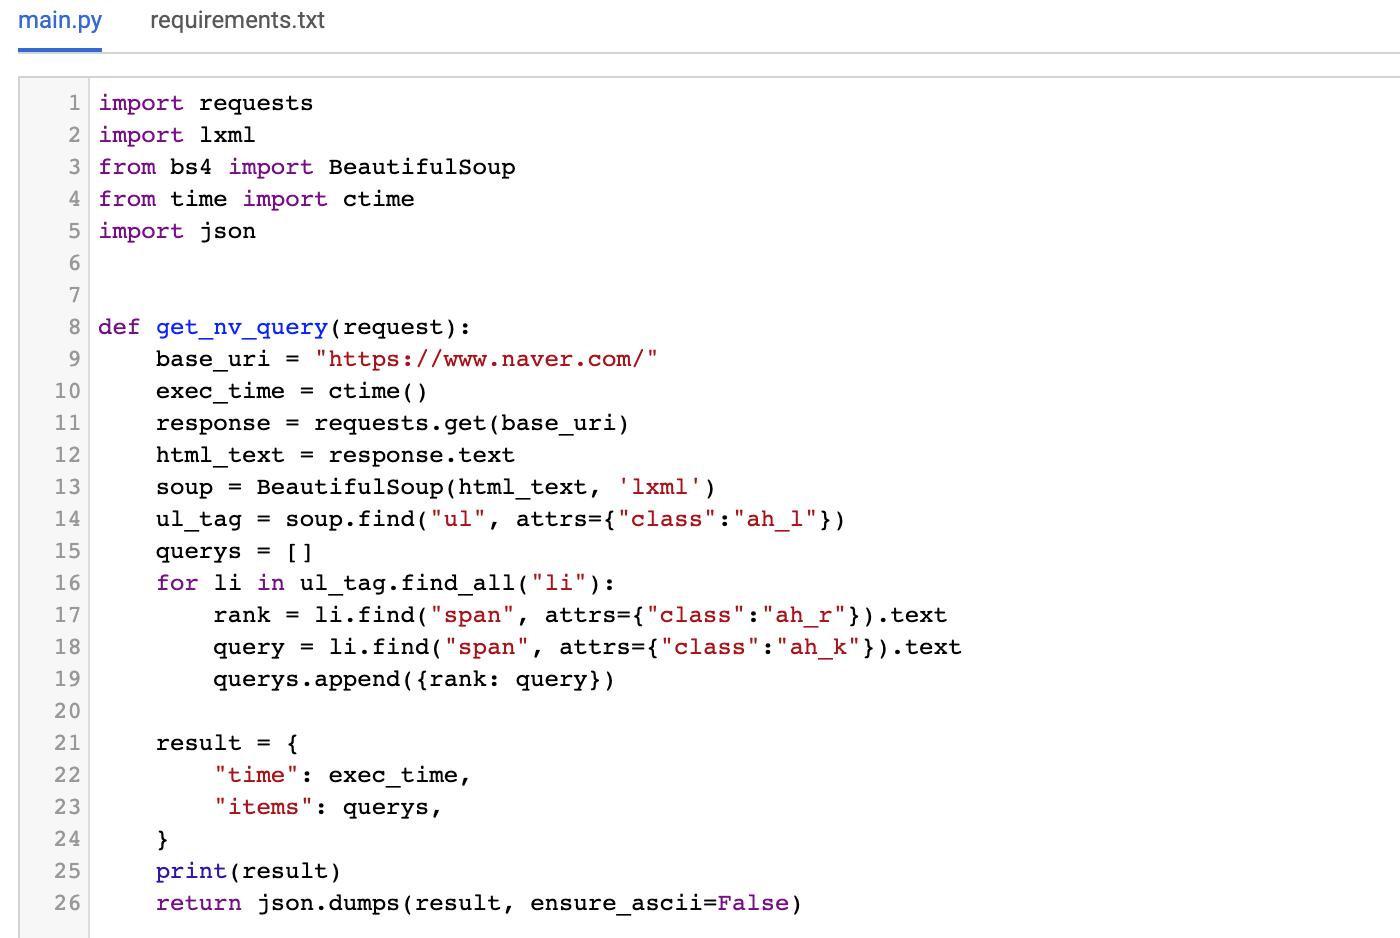 main.py requirements.txt
1 import requests
2 import lxml
3 from bs4 import BeautifulSoup
4 from time import ctime
5 import json
6
7
8 def get_nv_query(request):
9     base_uri = "https://www.naver.com/"
10     exec_time = ctime()
11     response = requests.get(base_uri)
12     html_text = response.text
13     soup = BeautifulSoup(html_text, 'lxml')
14     ul_tag = soup.find("ul", attrs={"class":"ah_l"})
15     querys = []
16     for li in ul_tag.find_all("li"):
17         rank = li.find("span", attrs={"class":"ah_r"}).text
18         query = li.find("span", attrs={"class":"ah_k"}).text
19         querys.append({rank: query})
20
21     result = {
22         "time": exec_time,
23         "items": querys,
24     }
25     print(result)
26     return json.dumps(result, ensure_ascii=False)